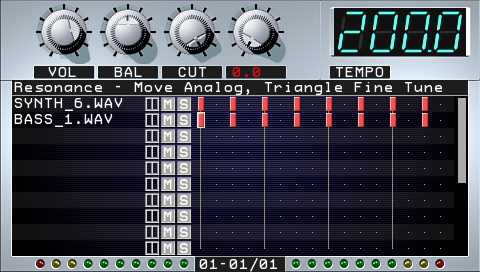 200.0
VOL BAL CUT 0.0 TEMPO
Resonance - Move Analog, Triangle Fine Tune
SYNTH_6.WAV M S
BASS_1.WAV M S
M S
M S
M S
M S
M S
M S
M S
M S
01-01/01